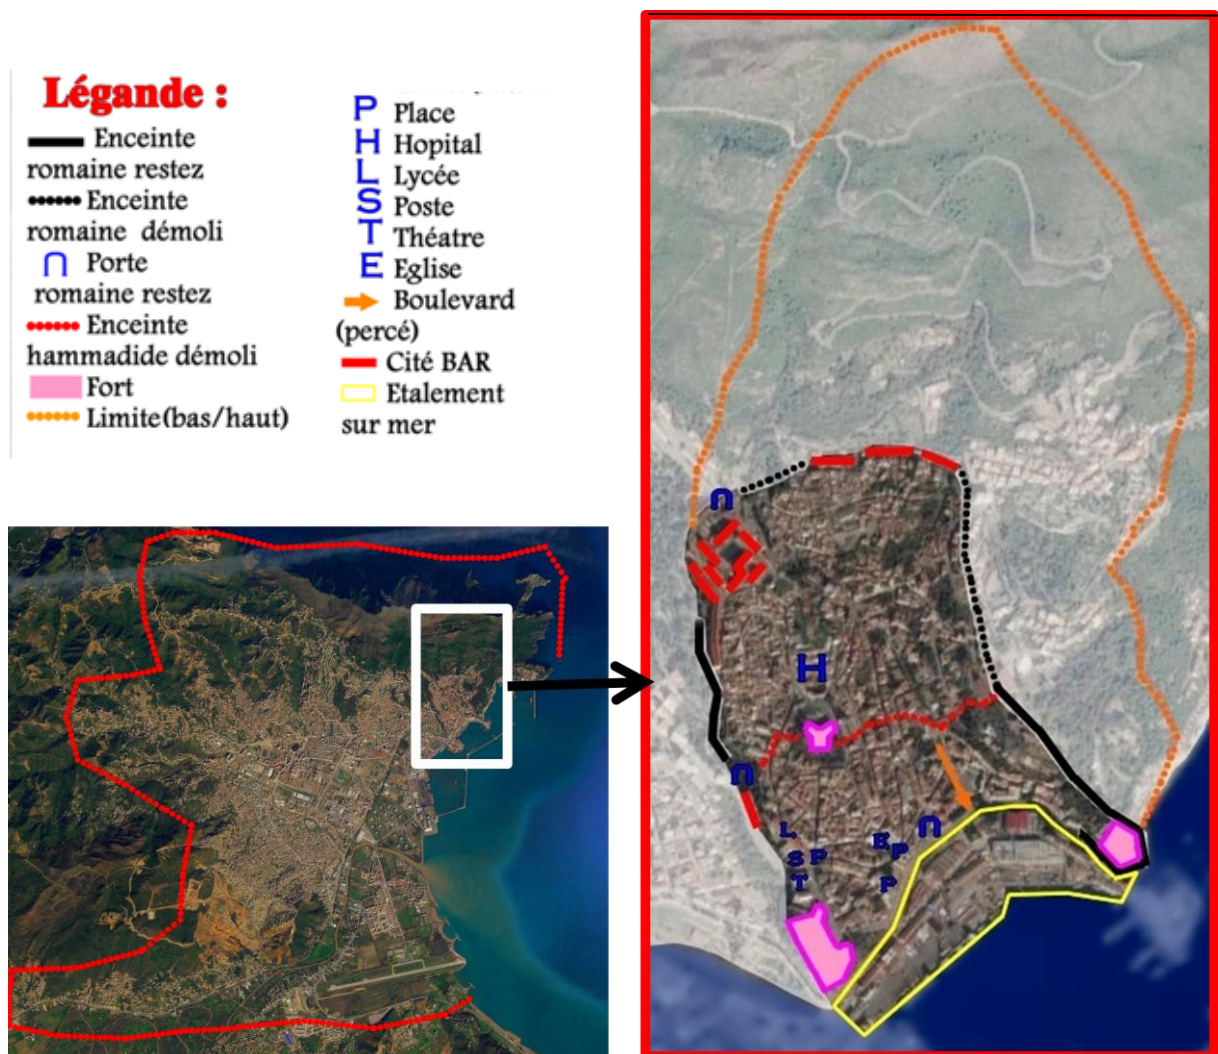 Légande :
Enceinte
romaine restez
Enceinte
romaine démoli
Porte
romaine restez
Enceinte
hammadide démoli
Fort
Limite(bas/haut)
P Place
H Hopital
L Lycée
S Poste
T Théatre
E Eglise
Boulevard
(percé)
Cité BAR
Etalement
sur mer
H
L
E
P
S P
T
P